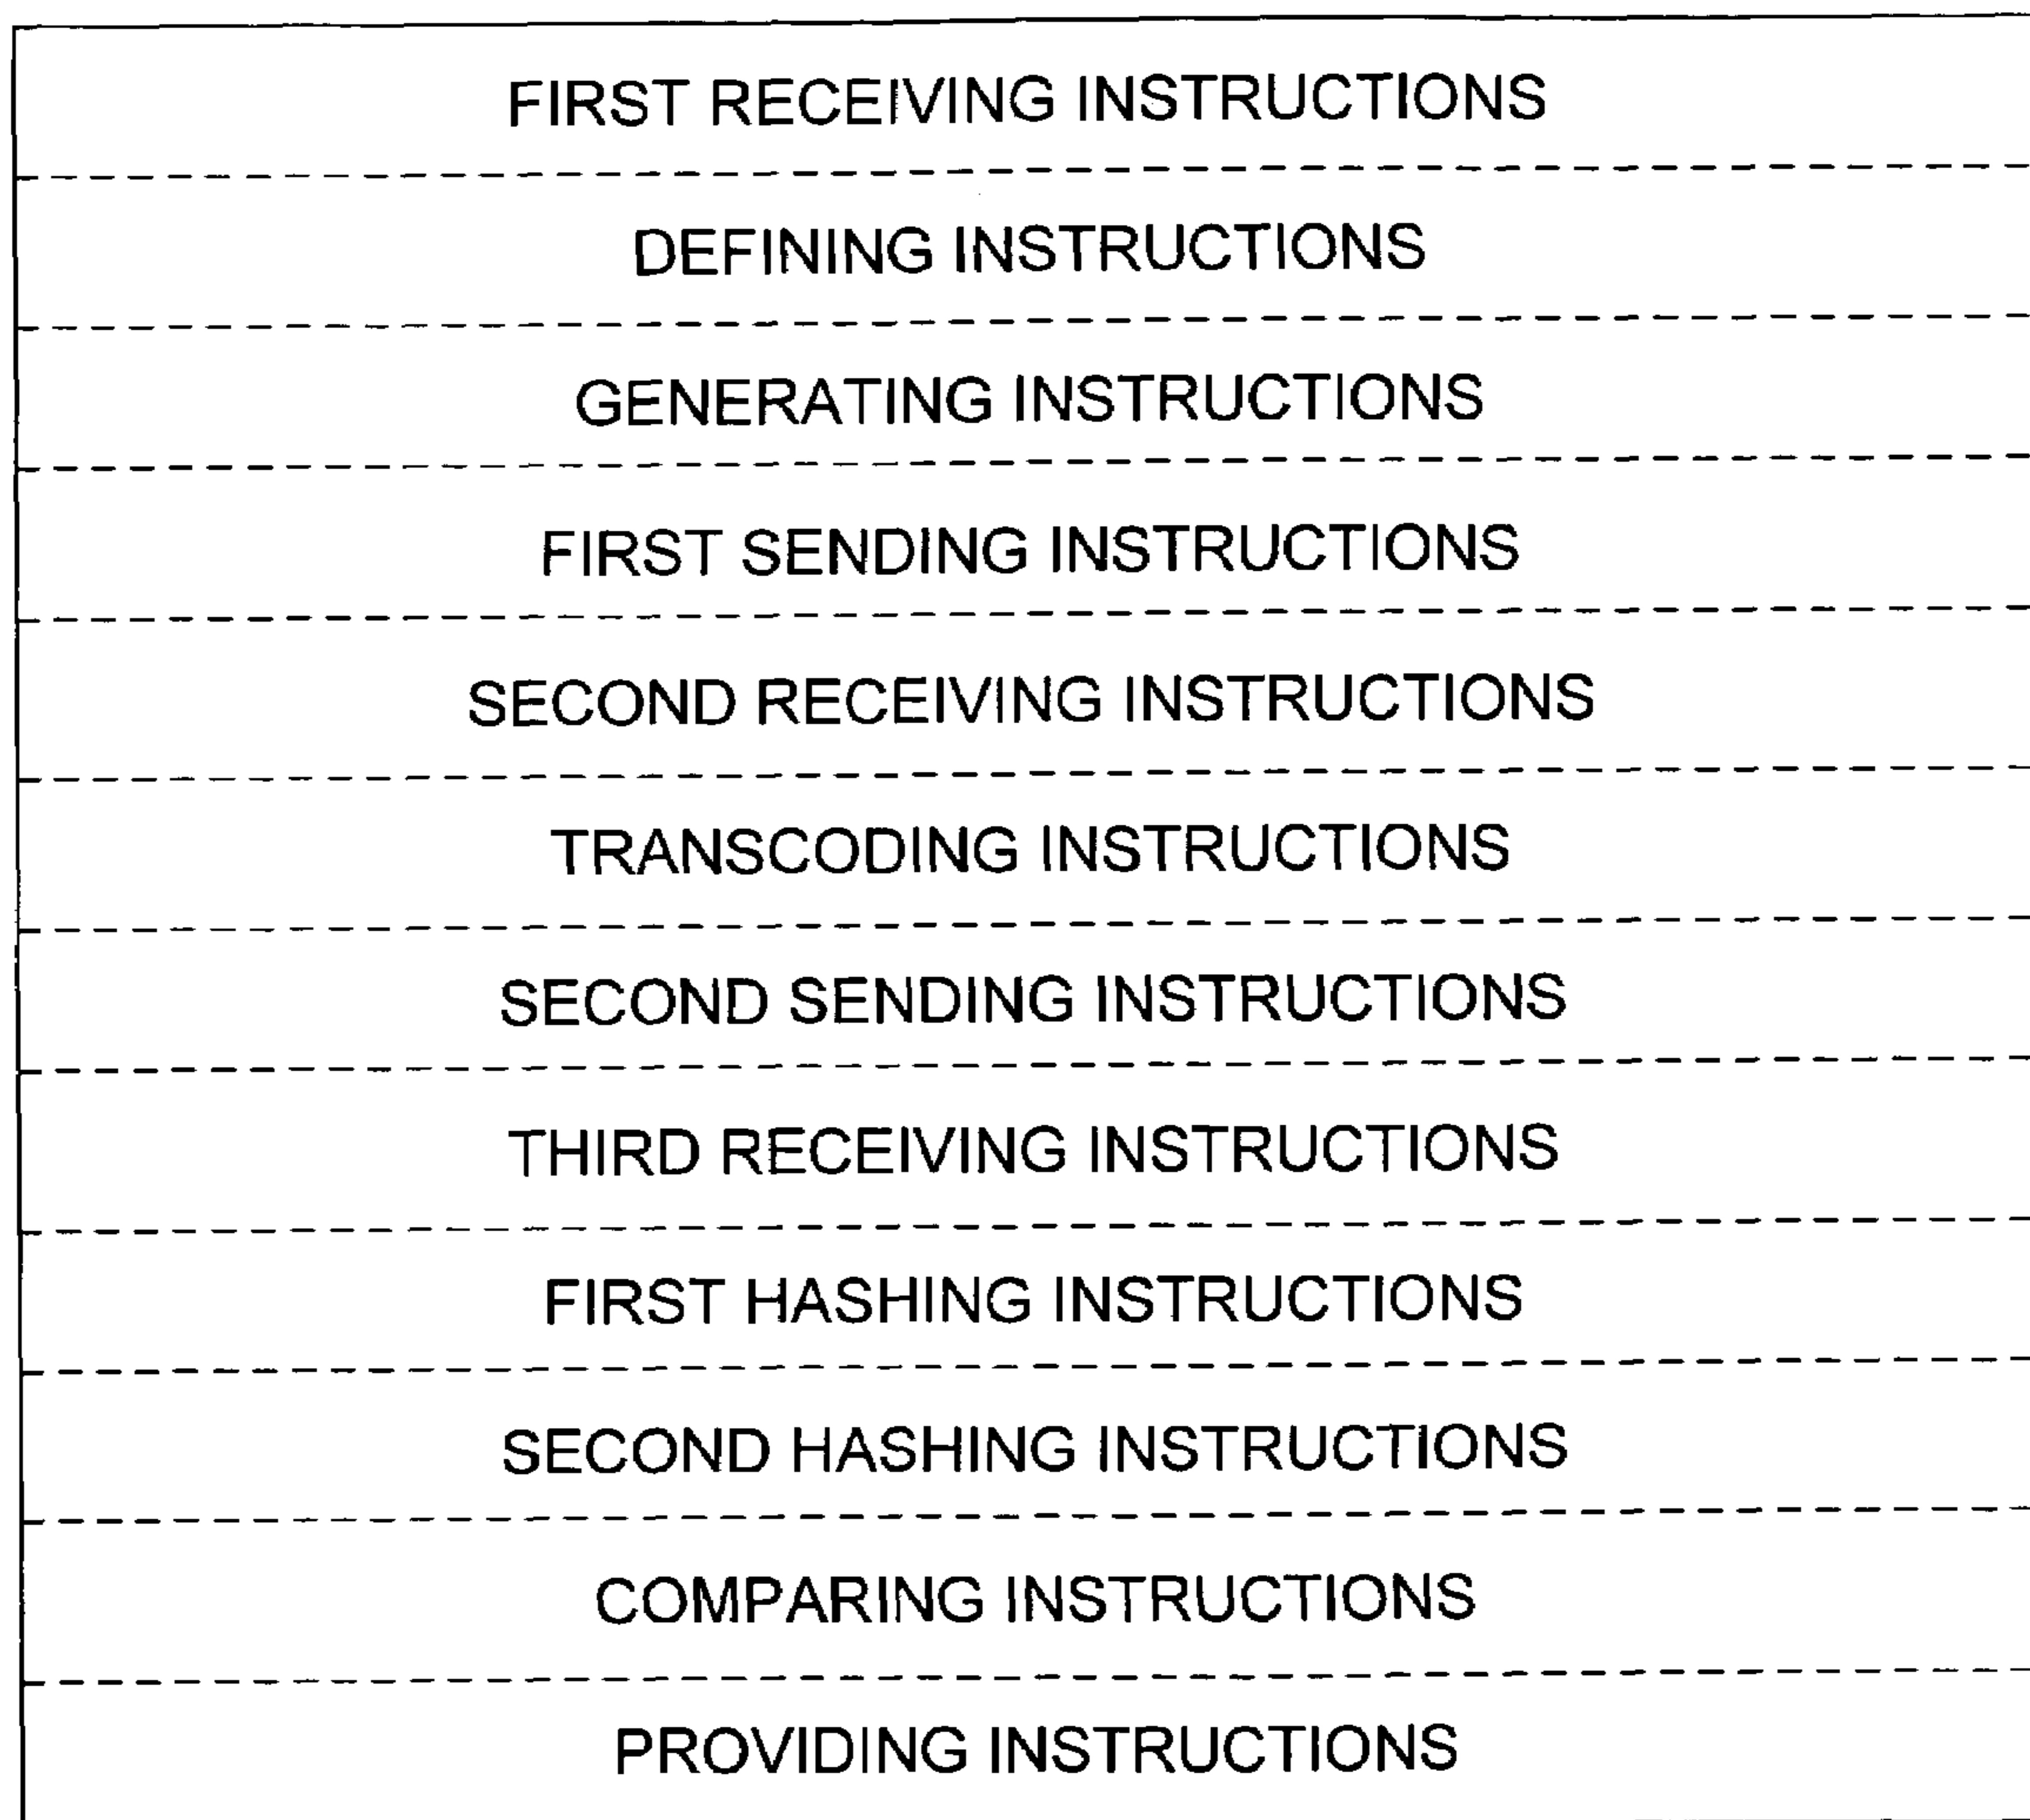 FIRST RECEIVING INSTRUCTIONS
DEFINING INSTRUCTIONS
GENERATING INSTRUCTIONS
FIRST SENDING INSTRUCTIONS
SECOND RECEIVING INSTRUCTIONS
TRANSCODING INSTRUCTIONS
SECOND SENDING INSTRUCTIONS
THIRD RECEIVING INSTRUCTIONS
FIRST HASHING INSTRUCTIONS
SECOND HASHING INSTRUCTIONS
COMPARING INSTRUCTIONS
PROVIDING INSTRUCTIONS